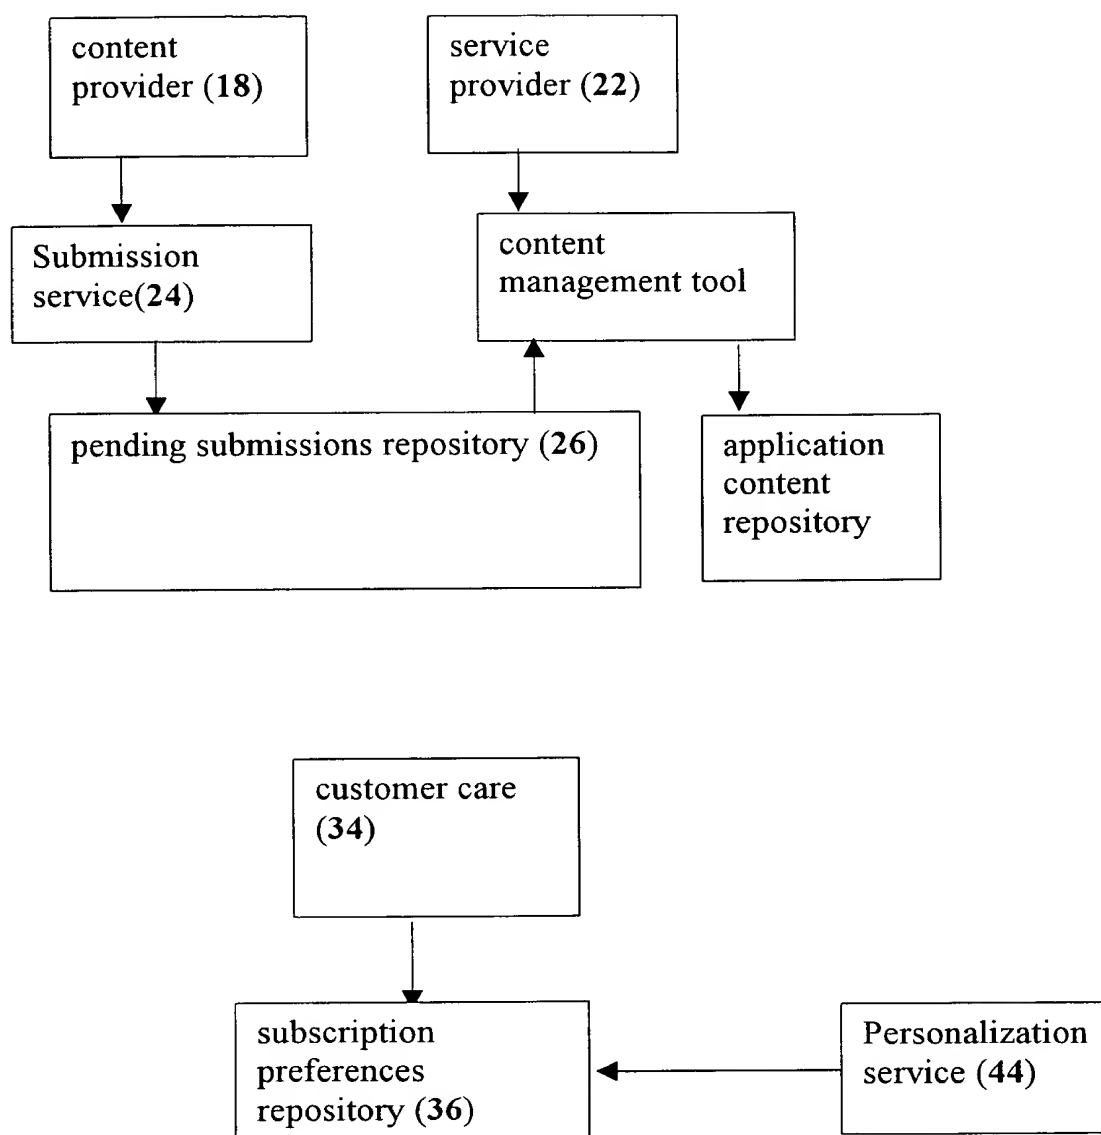 content
provider (18)
service
provider (22)
Submission
service(24)
content
management tool
pending submissions repository (26)
application
content
repository
customer care
(34)
subscription
preferences
repository (36)
Personalization
service (44)